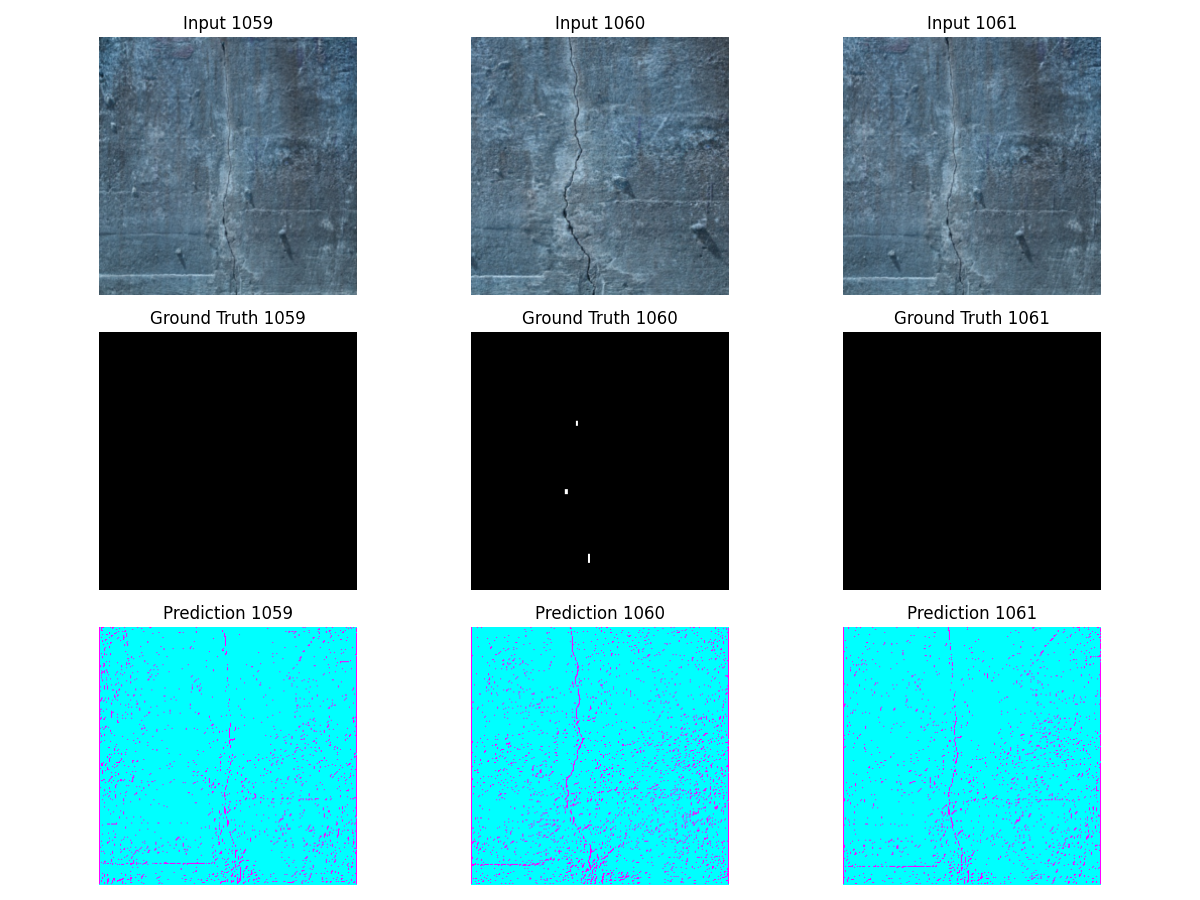 Input 1059
Input 1060
Input 1061
Ground Truth 1059
Ground Truth 1060
Ground Truth 1061
Prediction 1059
Prediction 1060
Prediction 1061